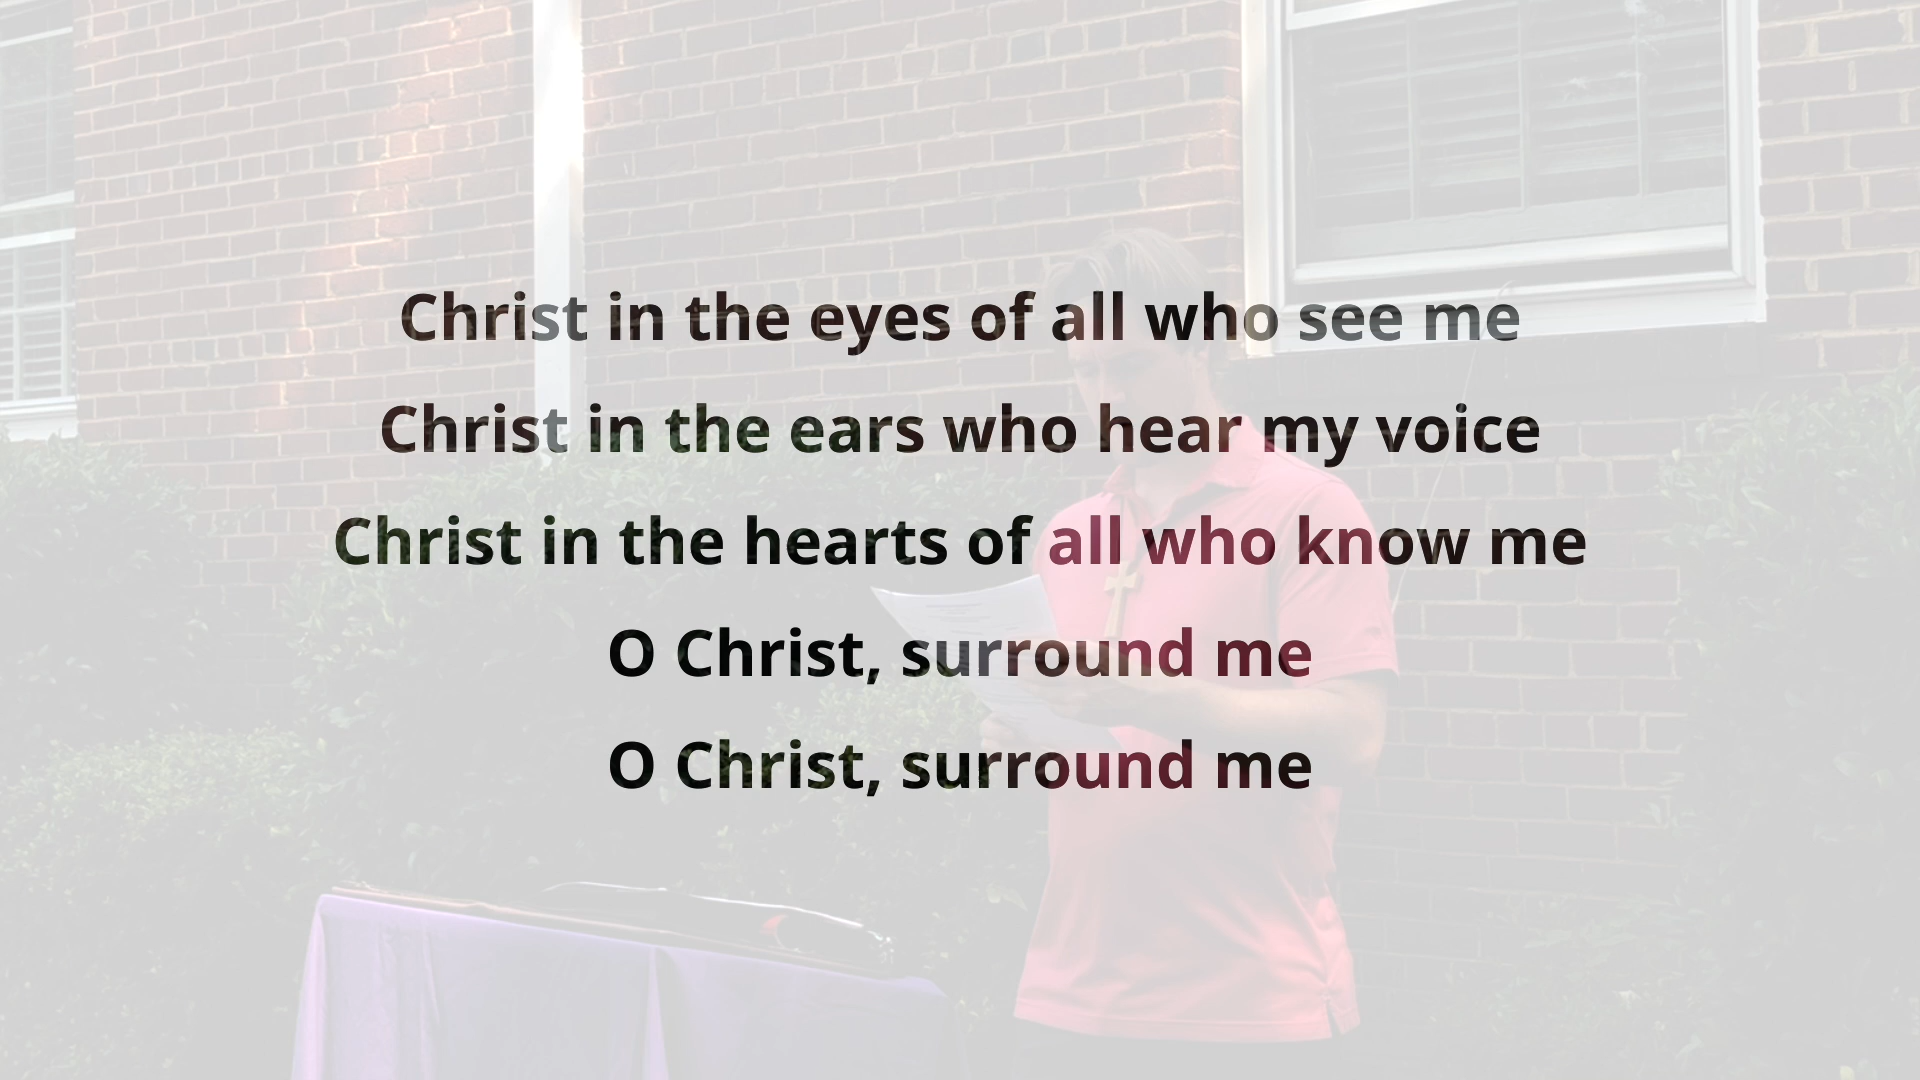 Christ in the eyes of all who see me
Christ in the ears who hear my voice
Christ in the hearts of all who know me
O Christ, surround me
O Christ, surround me